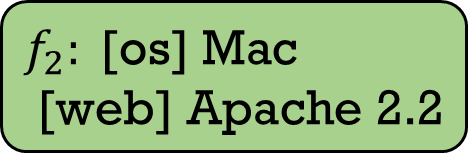 f₂: [os] Mac
[web] Apache 2.2